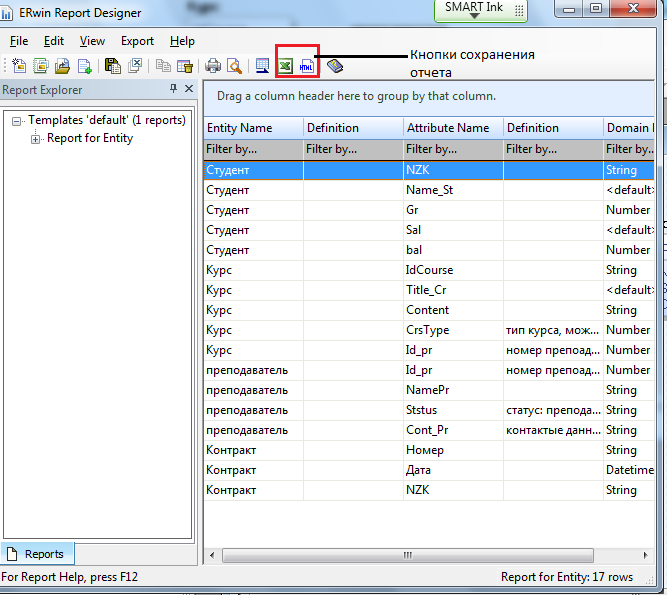 ERwin Report Designer
SMART Ink
File Edit View Export Help
HTML
Кнопки сохранения
отчета
Report Explorer
Templates 'default' (1 reports)
Report for Entity
Drag a column header here to group by that column.
Entity Name Definition Attribute Name Definition Domain
Filter by... Filter by... Filter by... Filter by... Filter by...
Студент NZK String
Студент Name_St <default>
Студент Gr Number
Студент Sal <default>
Студент bal Number
Курс IdCourse String
Курс Title_Cr <default>
Курс Content String
Курс CrsType тип курса, мож... Number
Курс Id_pr номер препоад... Number
преподаватель Id_pr номер препоад... Number
преподаватель NamePr String
преподаватель Ststus статус: препода... String
преподаватель Cont_Pr контактые данн... String
Контракт Номер String
Контракт Дата Datetime
Контракт NZK String
Reports
For Report Help, press F12
Report for Entity: 17 rows